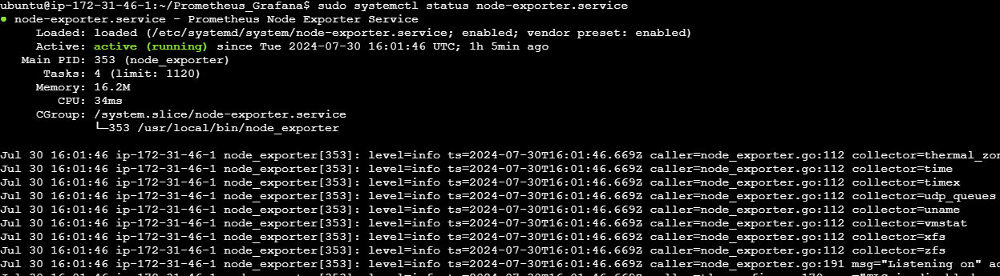 ubuntu@ip-172-31-46-1:~/Prometheus_Grafana$ sudo systemctl status node-exporter.service
● node-exporter.service - Prometheus Node Exporter Service
Loaded: loaded (/etc/systemd/system/node-exporter.service; enabled; vendor preset: enabled)
Active: active (running) since Tue 2024-07-30 16:01:46 UTC; 1h 5min ago
Main PID: 353 (node_exporter)
Tasks: 4 (limit: 1120)
Memory: 16.2M
CPU: 34ms
CGroup: /system.slice/node-exporter.service
└─353 /usr/local/bin/node_exporter
Jul 30 16:01:46 ip-172-31-46-1 node_exporter[353]: level=info ts=2024-07-30T16:01:46.669Z caller=node_exporter.go:112 collector=thermal_zon
Jul 30 16:01:46 ip-172-31-46-1 node_exporter[353]: level=info ts=2024-07-30T16:01:46.669Z caller=node_exporter.go:112 collector=time
Jul 30 16:01:46 ip-172-31-46-1 node_exporter[353]: level=info ts=2024-07-30T16:01:46.669Z caller=node_exporter.go:112 collector=timex
Jul 30 16:01:46 ip-172-31-46-1 node_exporter[353]: level=info ts=2024-07-30T16:01:46.669Z caller=node_exporter.go:112 collector=udp_queues
Jul 30 16:01:46 ip-172-31-46-1 node_exporter[353]: level=info ts=2024-07-30T16:01:46.669Z caller=node_exporter.go:112 collector=uname
Jul 30 16:01:46 ip-172-31-46-1 node_exporter[353]: level=info ts=2024-07-30T16:01:46.669Z caller=node_exporter.go:112 collector=vmstat
Jul 30 16:01:46 ip-172-31-46-1 node_exporter[353]: level=info ts=2024-07-30T16:01:46.669Z caller=node_exporter.go:112 collector=xfs
Jul 30 16:01:46 ip-172-31-46-1 node_exporter[353]: level=info ts=2024-07-30T16:01:46.669Z caller=node_exporter.go:112 collector=zfs
Jul 30 16:01:46 ip-172-31-46-1 node_exporter[353]: level=info ts=2024-07-30T16:01:46.669Z caller=node_exporter.go:191 msg="Listening on" ad